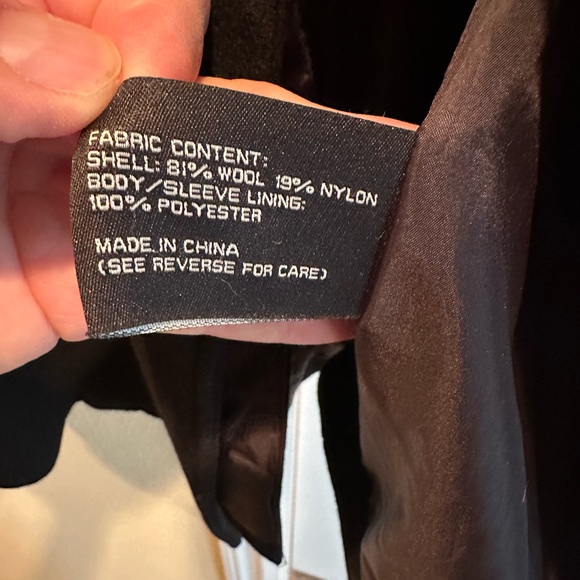 FABRIC CONTENT:
SHELL: 81% WOOL 19% NYLON
BODY/SLEEVE LINING:
100% POLYESTER
MADE IN CHINA
(SEE REVERSE FOR CARE)